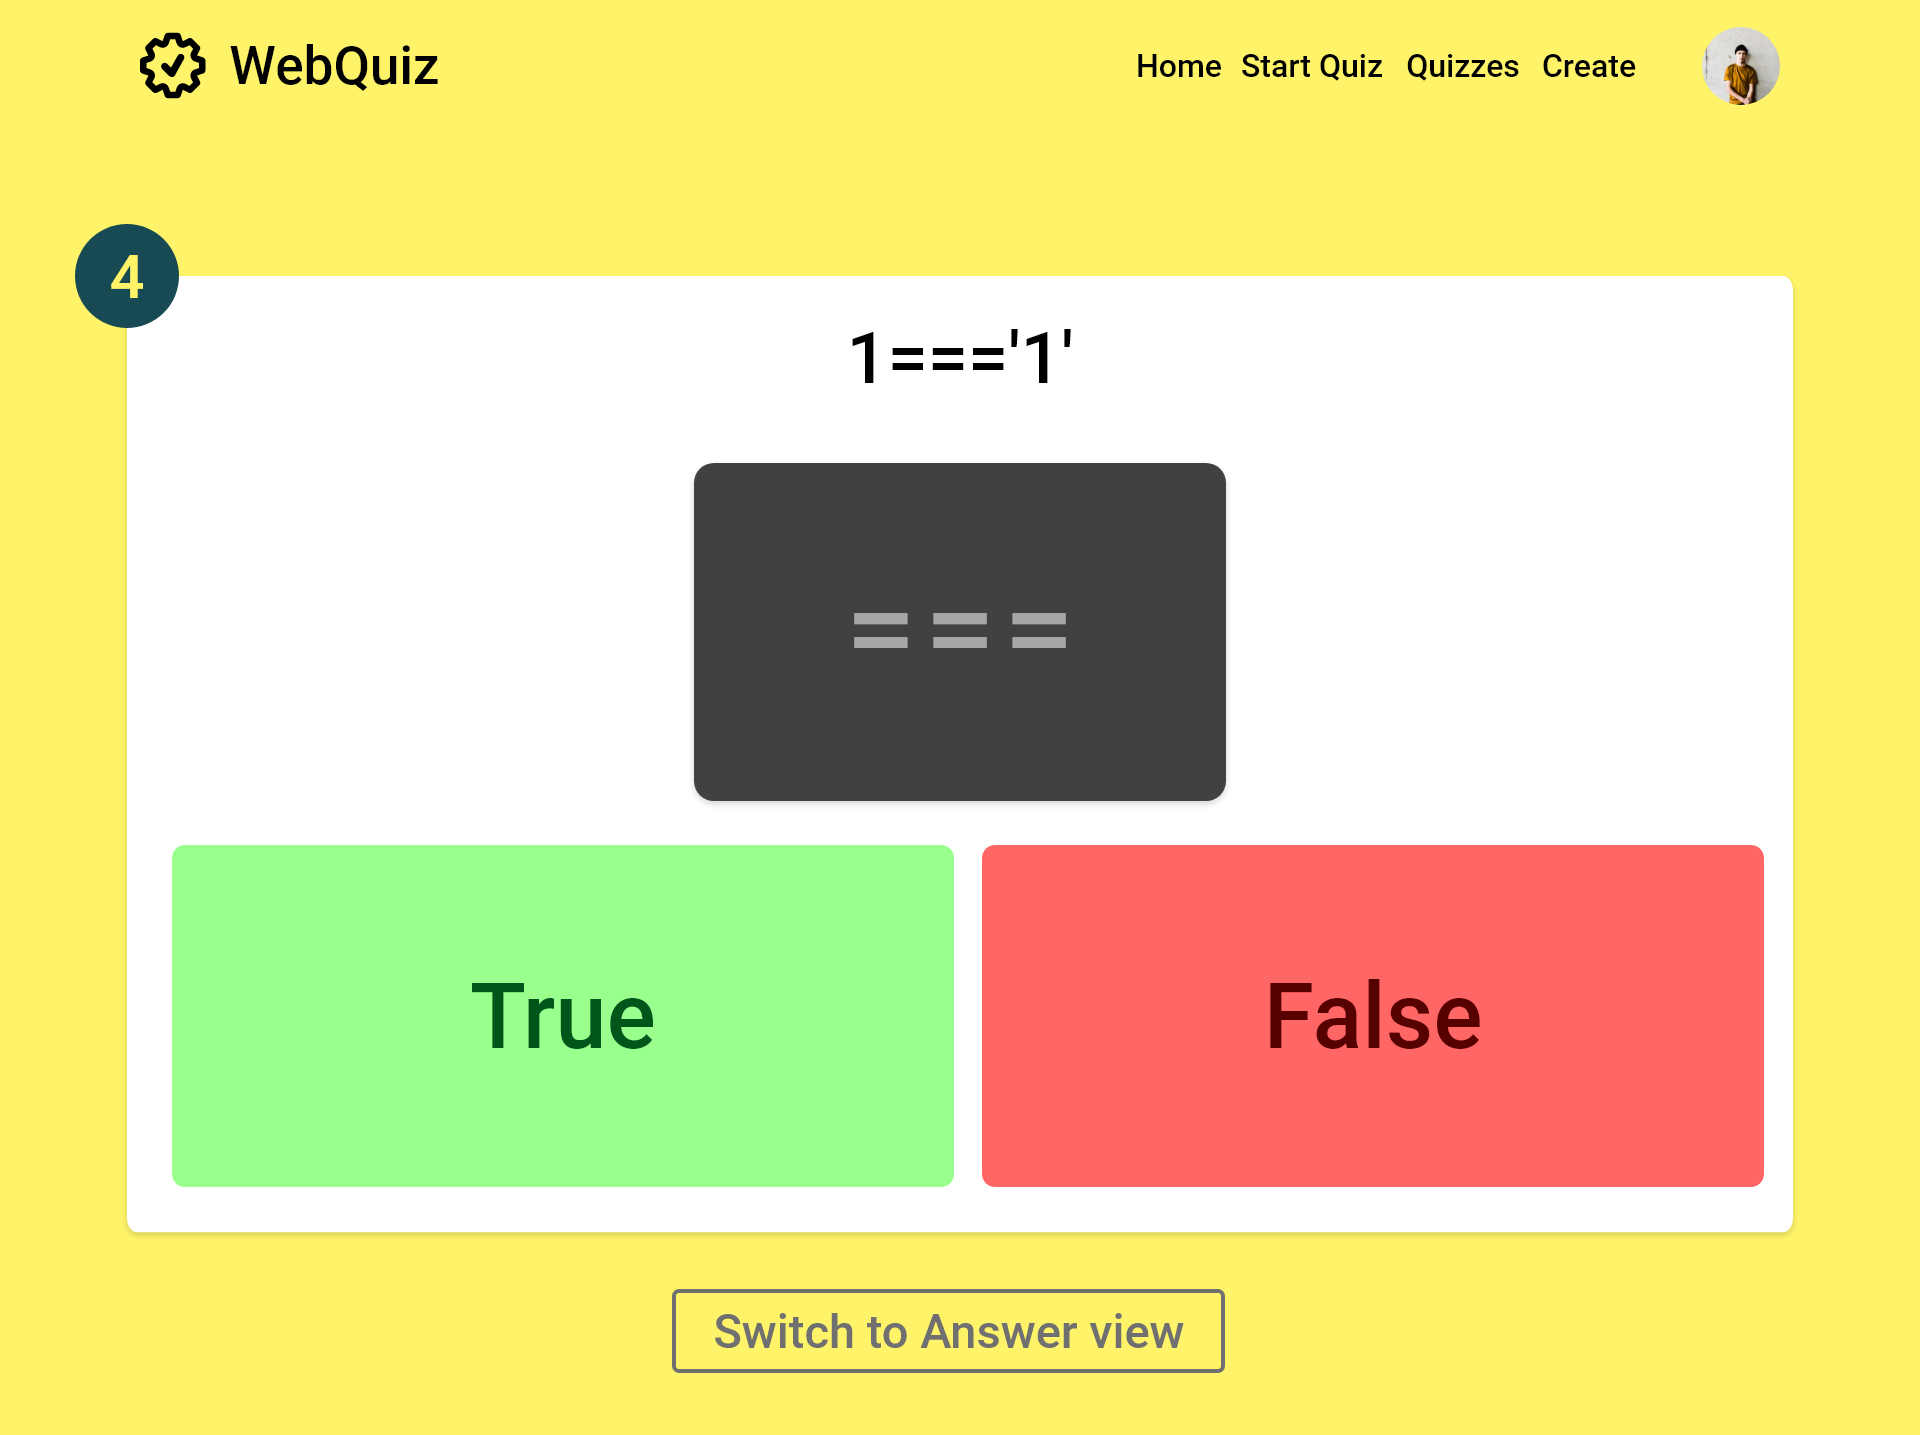 WebQuiz
Home Start Quiz Quizzes Create
4
1==='1'
===
True
False
Switch to Answer view